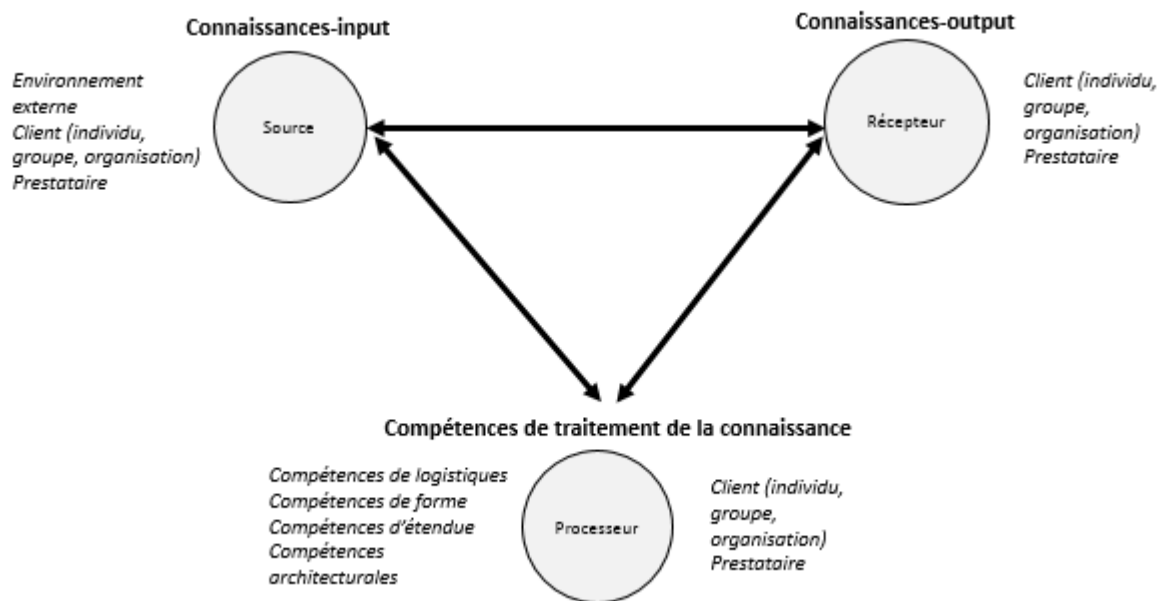 Connaissances-input
Environnement
externe
Client (individu,
groupe, organisation)
Prestataire
Source
Connaissances-output
Récepteur
Client (individu,
groupe,
organisation)
Prestataire
Compétences de traitement de la connaissance
Compétences de logistiques
Compétences de forme
Compétences d'étendue
Compétences
architecturales
Processeur
Client (individu,
groupe,
organisation)
Prestataire